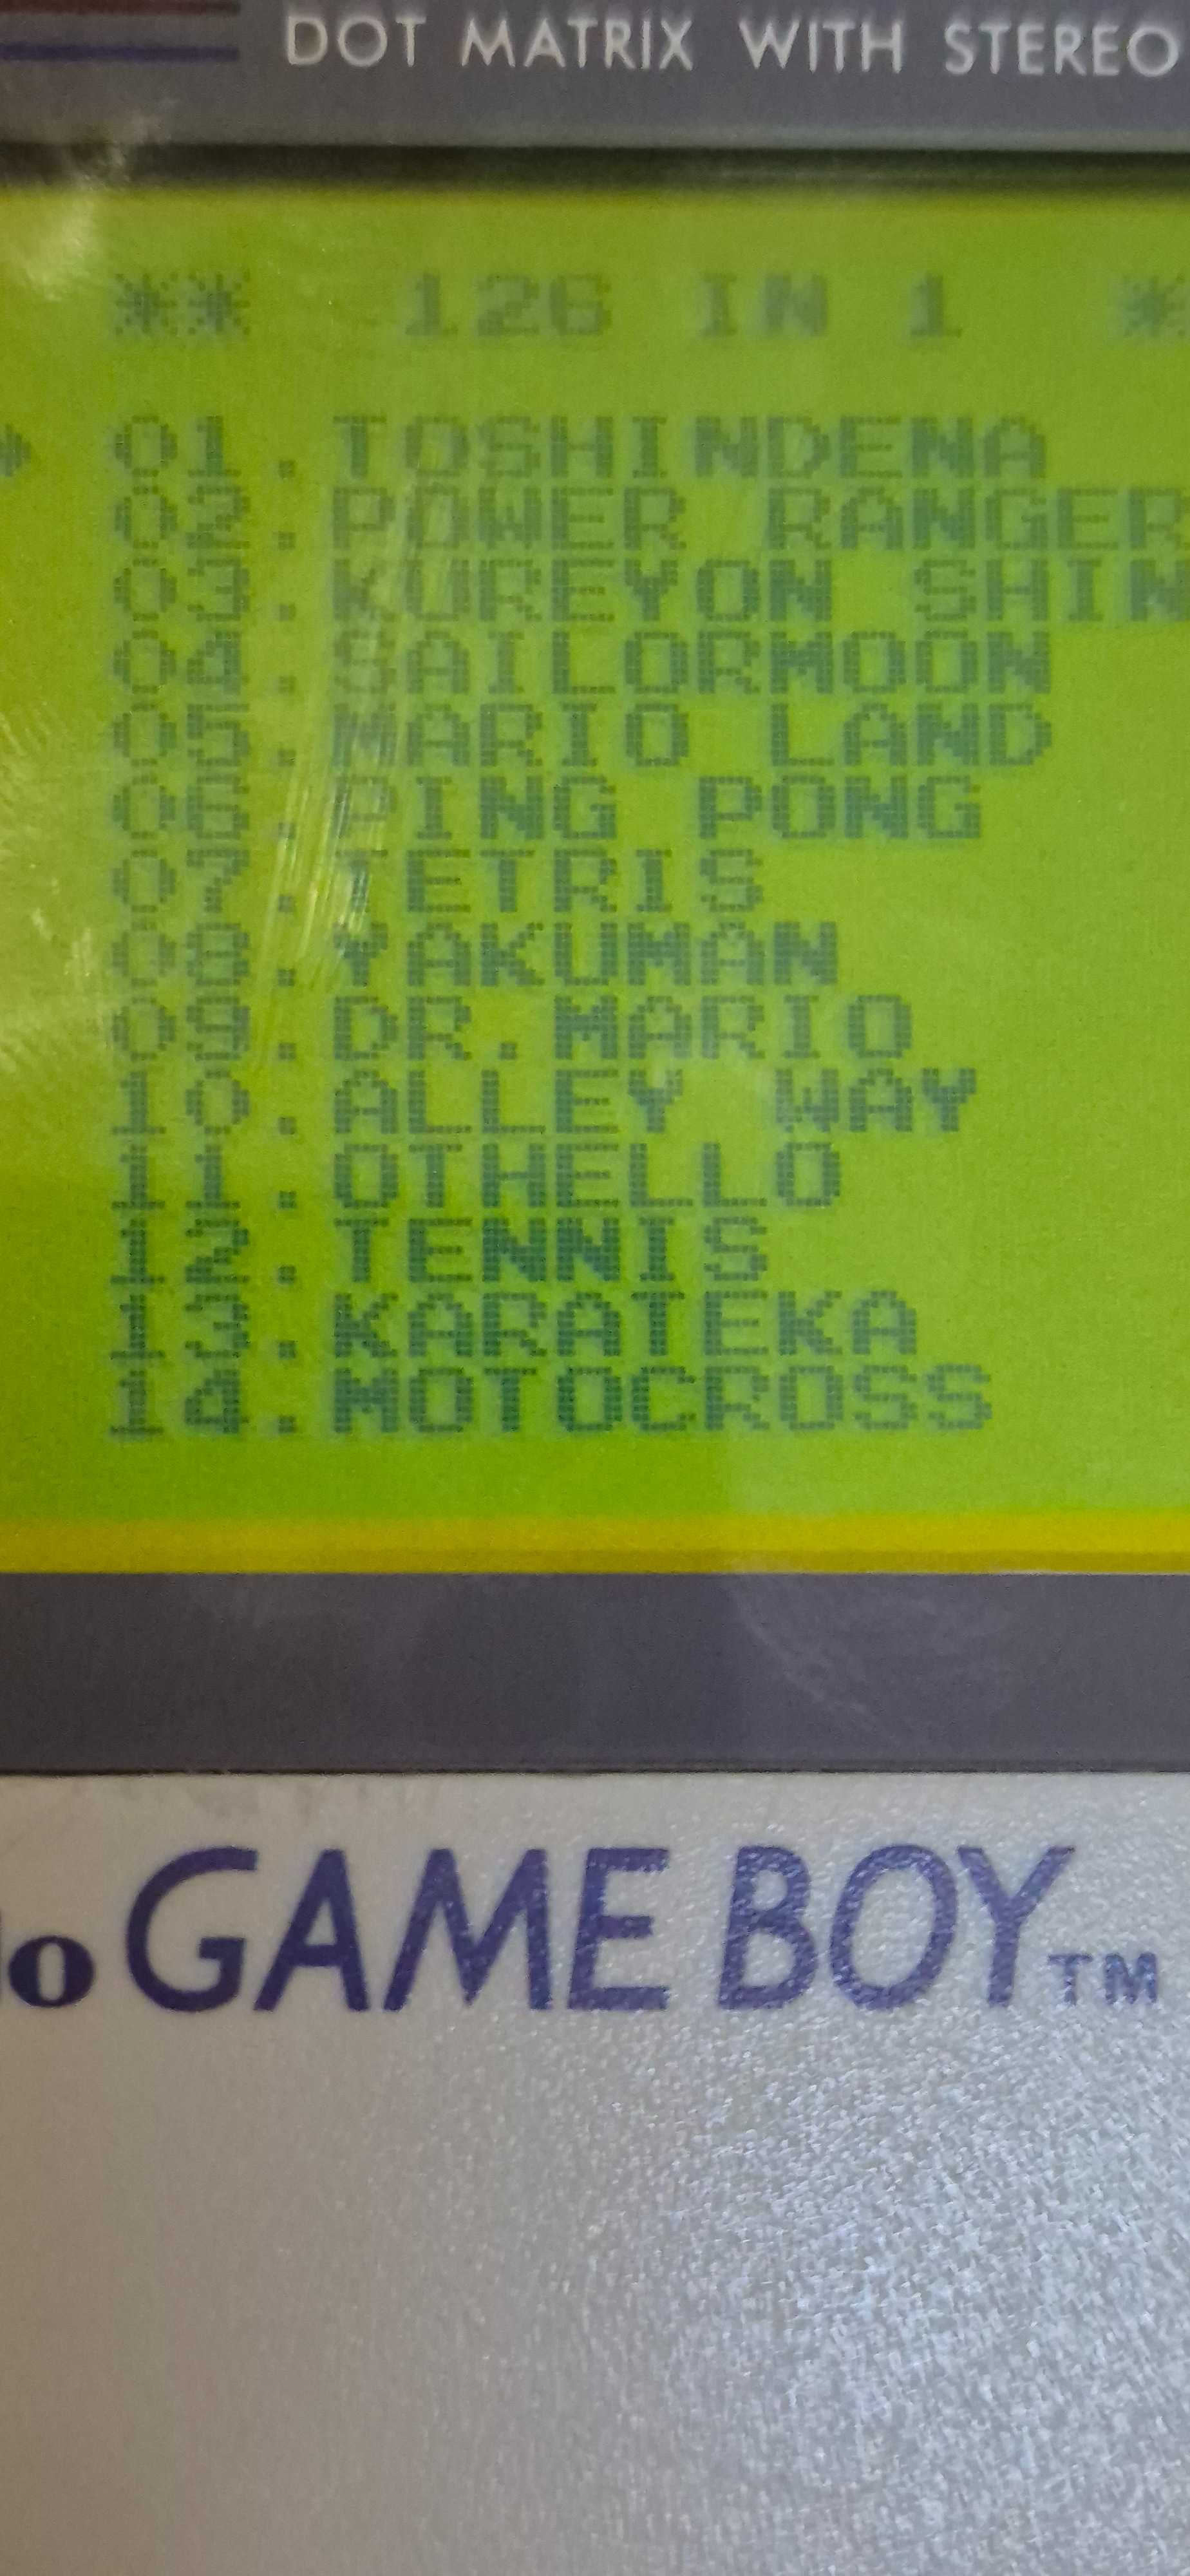 DOT MATRIX WITH STEREO
** 126 IN 1 *
01.TOSHINDENA
02.POWER RANGER
03.KUREYON SHIN
04.SAILORMOON
05.MARIO LAND
06.PING PONG
07.TETRIS
08.YAKUMAN
09.DR.MARIO
10.ALLEY WAY
11.OTHELLO
12.TENNIS
13.KARATEKA
14.MOTOCROSS
lo GAME BOY TM